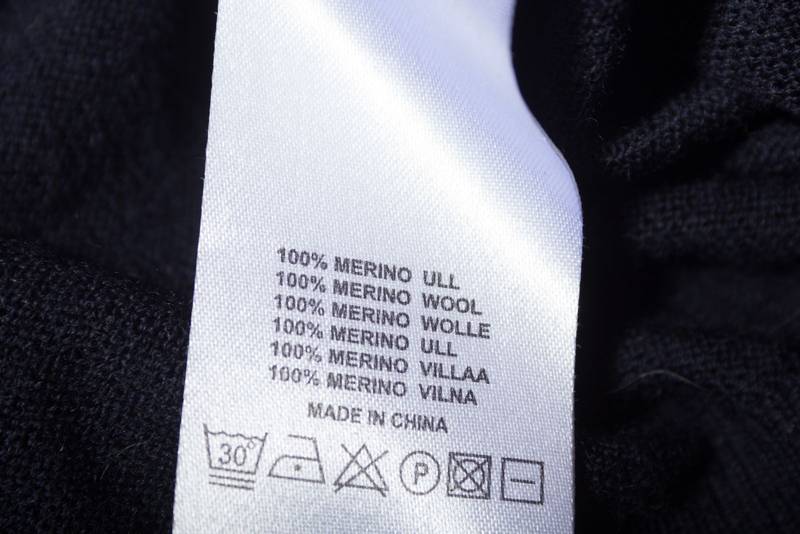 100% MERINO ULL
100% MERINO WOOL
100% MERINO WOLLE
100% MERINO ULL
100% MERINO VILLAA
100% MERINO VILNA
MADE IN CHINA
30° P